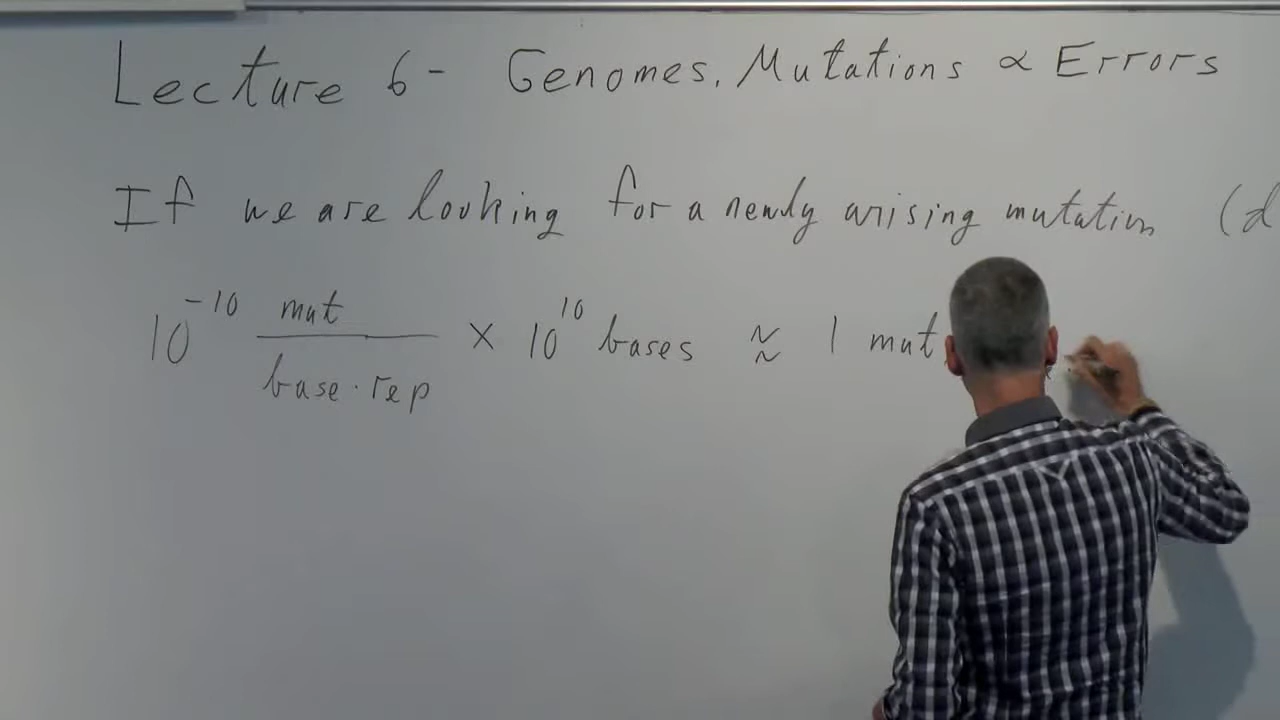 Lecture 6 - Genomes, Mutations & Errors
If we are looking for a newly arising mutation (d
10^-10 mut / base · rep × 10^10 bases ≈ 1 mut